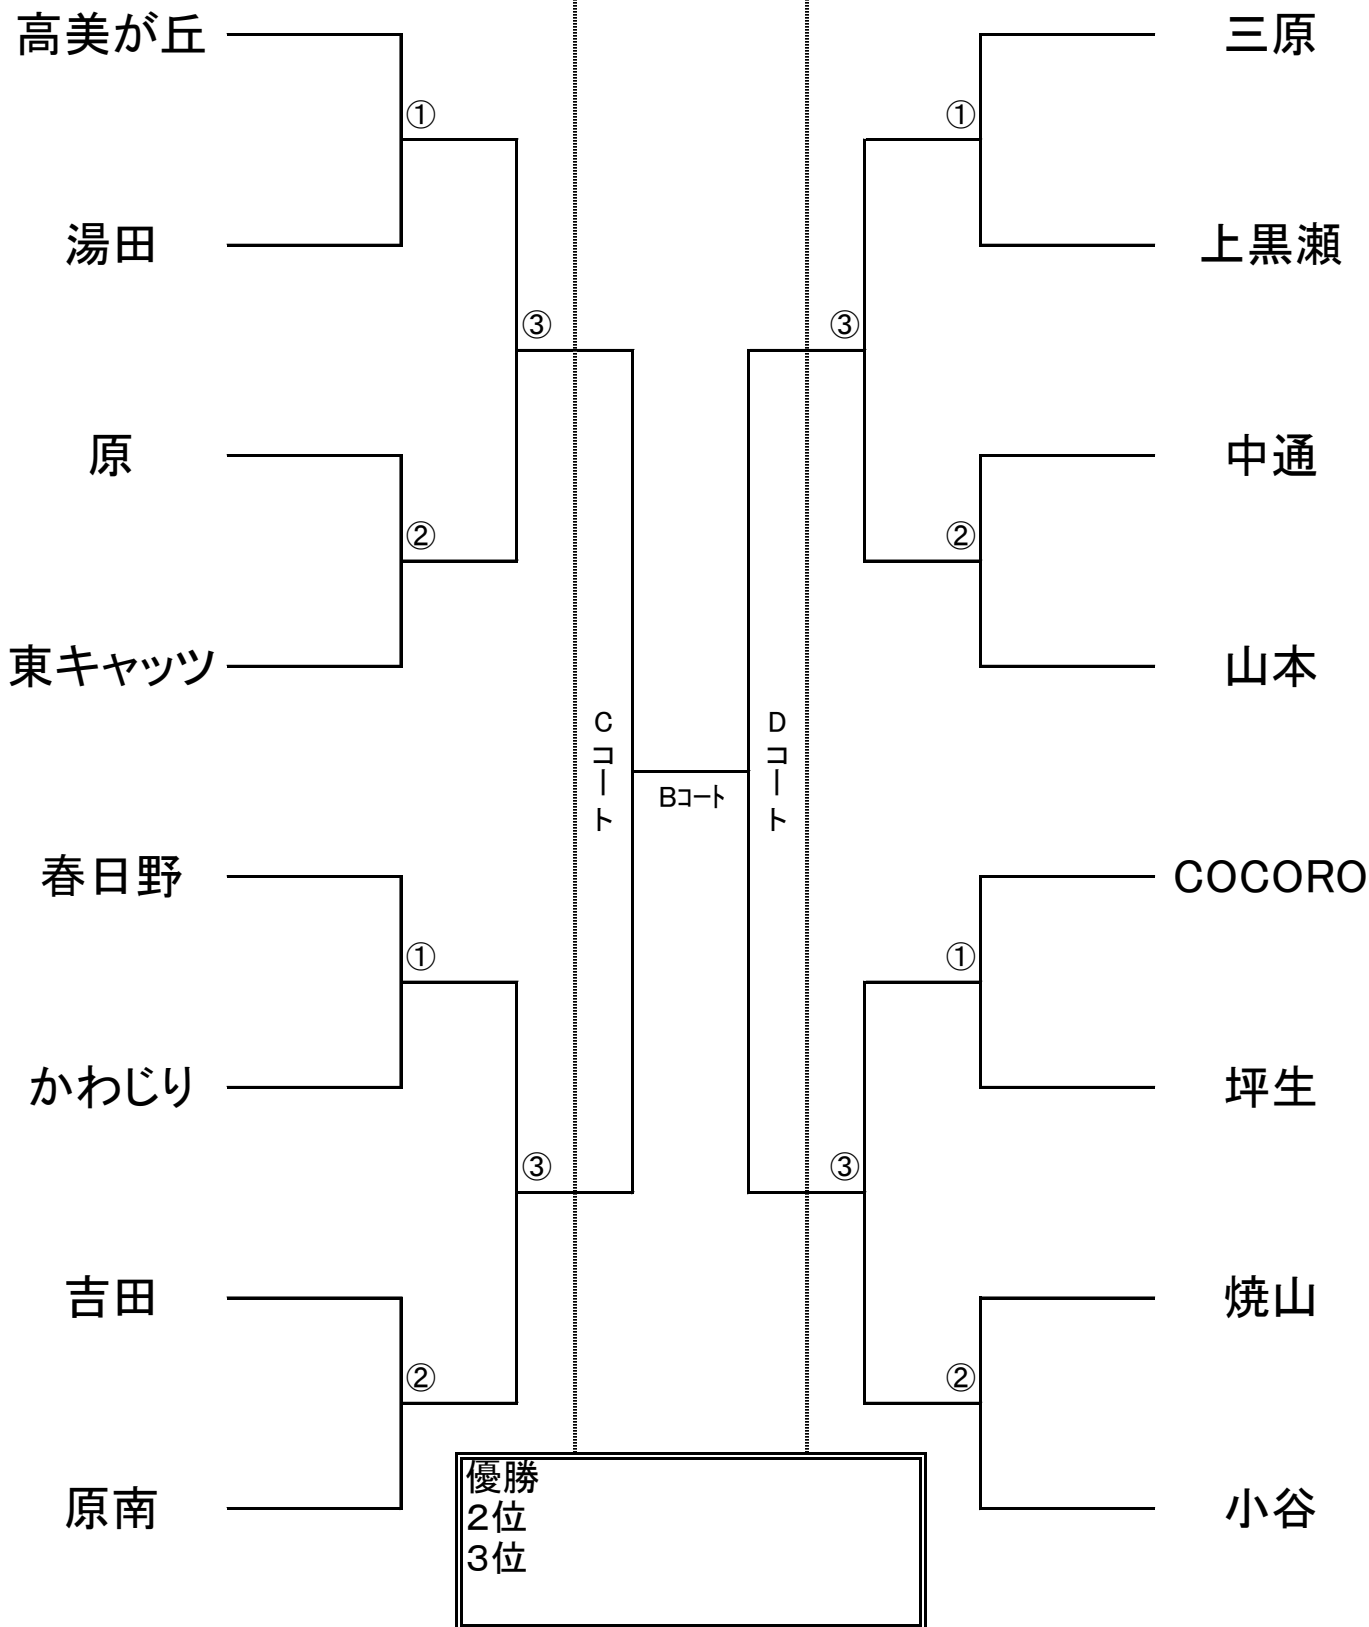 高美が丘
三原
①
①
湯田
上黒瀬
③
③
原
中通
②
②
東キャッツ
山本
Cコート
Dコート
Bｺｰﾄ
春日野
COCORO
①
①
かわじり
坪生
③
③
吉田
焼山
②
②
原南
小谷
優勝
２位
３位